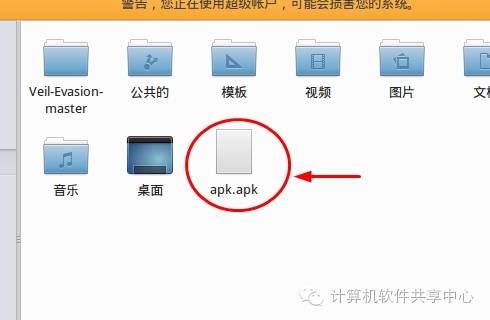 警告，您正在使用超级帐户，可能会损害您的系统。
Veil-Evasion-
master
公共的
模板
视频
图片
音乐
桌面
apk.apk
计算机软件共享中心